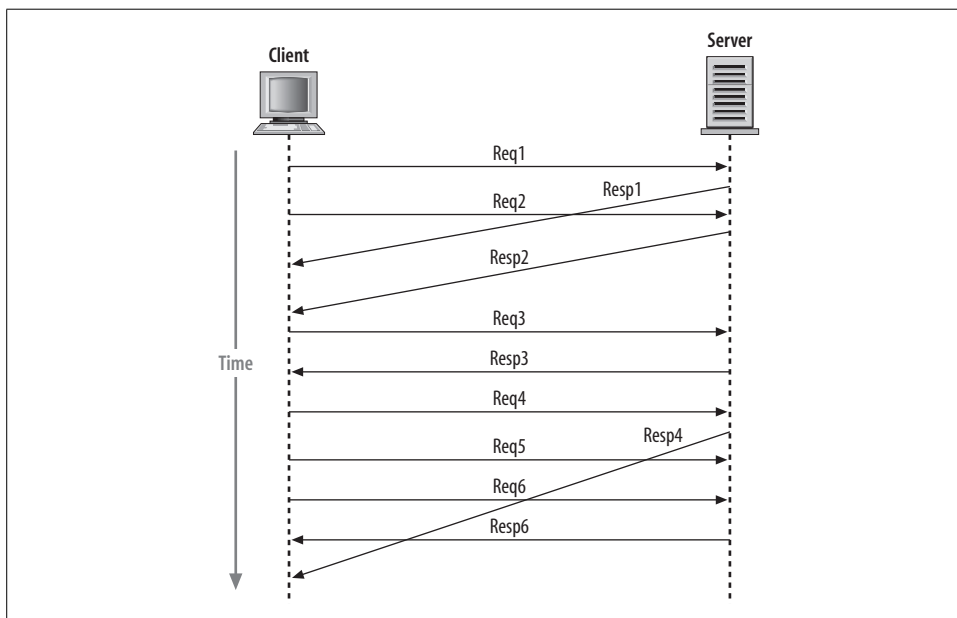 Client
Server
Req1
Resp1
Req2
Resp2
Req3
Time
Resp3
Req4
Resp4
Req5
Req6
Resp6